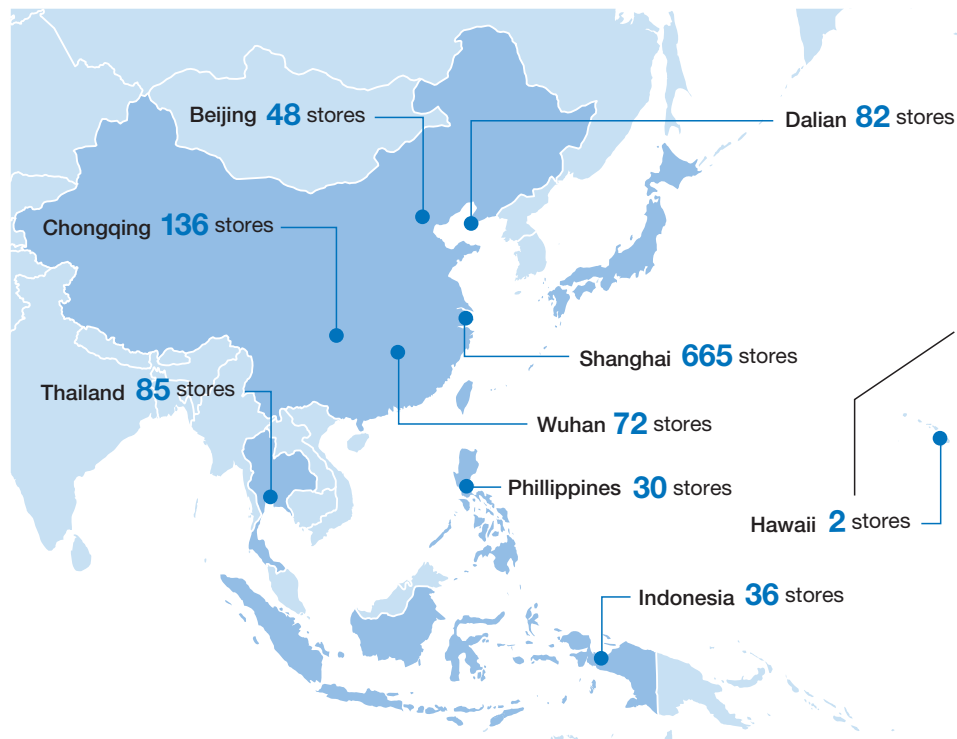 Beijing 48 stores
Dalian 82 stores
Chongqing 136 stores
Shanghai 665 stores
Thailand 85 stores
Wuhan 72 stores
Phillippines 30 stores
Hawaii 2 stores
Indonesia 36 stores